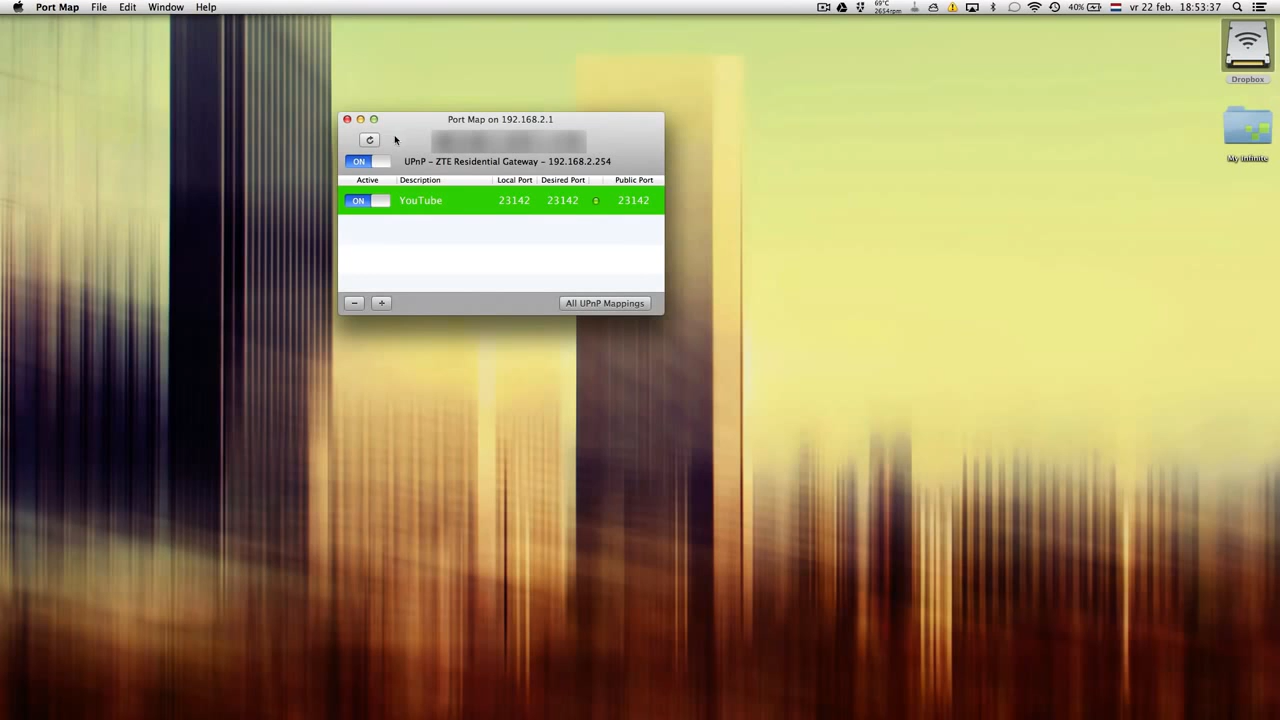 Port Map File Edit Window Help 69°C 2654rpm 40% vr 22 feb. 18:53:37
Dropbox
My Infinite
Port Map on 192.168.2.1
ON UPnP – ZTE Residential Gateway – 192.168.2.254
Active Description Local Port Desired Port Public Port
ON YouTube 23142 23142 23142
− + All UPnP Mappings